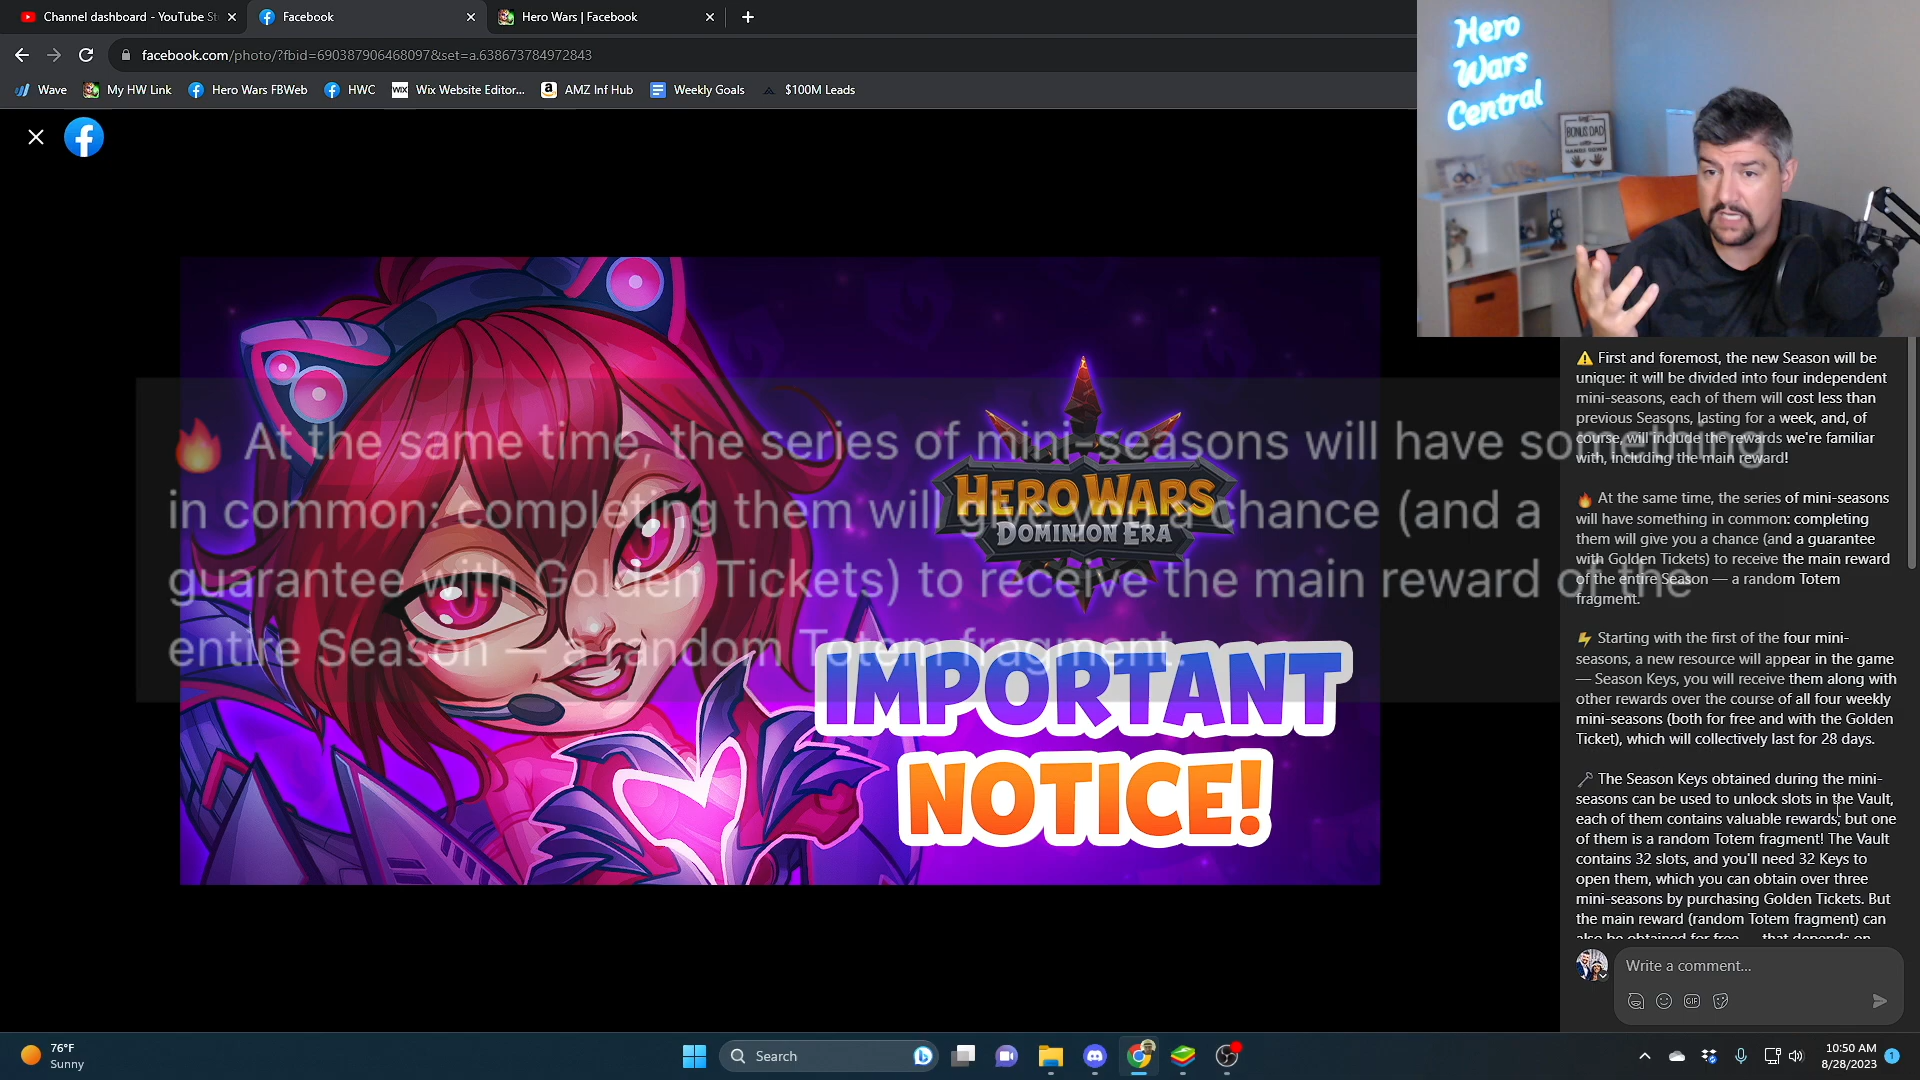 Channel dashboard - YouTube St
Facebook
Hero Wars | Facebook
facebook.com/photo/?fbid=690387906468097&set=a.638673784972843
Wave
My HW Link
Hero Wars FBWeb
HWC
WIX
Wix Website Editor...
AMZ Inf Hub
Weekly Goals
$100M Leads
Hero
Wars
Central
BONUS DAD
🔥 At the same time, the series of mini-seasons will have something
in common: completing them will give you a chance (and a
guarantee with Golden Tickets) to receive the main reward of the
entire Season — a random Totem fragment.
HERO WARS
DOMINION ERA
IMPORTANT
NOTICE!
⚠️ First and foremost, the new Season will be
unique: it will be divided into four independent
mini-seasons, each of them will cost less than
previous Seasons, lasting for a week, and, of
course, will include the rewards we're familiar
with, including the main reward!
🔥 At the same time, the series of mini-seasons
will have something in common: completing
them will give you a chance (and a guarantee
with Golden Tickets) to receive the main reward
of the entire Season — a random Totem
fragment.
⚡ Starting with the first of the four mini-
seasons, a new resource will appear in the game
— Season Keys, you will receive them along with
other rewards over the course of all four weekly
mini-seasons (both for free and with the Golden
Ticket), which will collectively last for 28 days.
🗝 The Season Keys obtained during the mini-
seasons can be used to unlock slots in the Vault,
each of them contains valuable rewards, but one
of them is a random Totem fragment! The Vault
contains 32 slots, and you'll need 32 Keys to
open them, which you can obtain over three
mini-seasons by purchasing Golden Tickets. But
the main reward (random Totem fragment) can
also be obtained for free — that depends on
Write a comment...
GIF
76°F
Sunny
Search
10:50 AM
8/28/2023
1